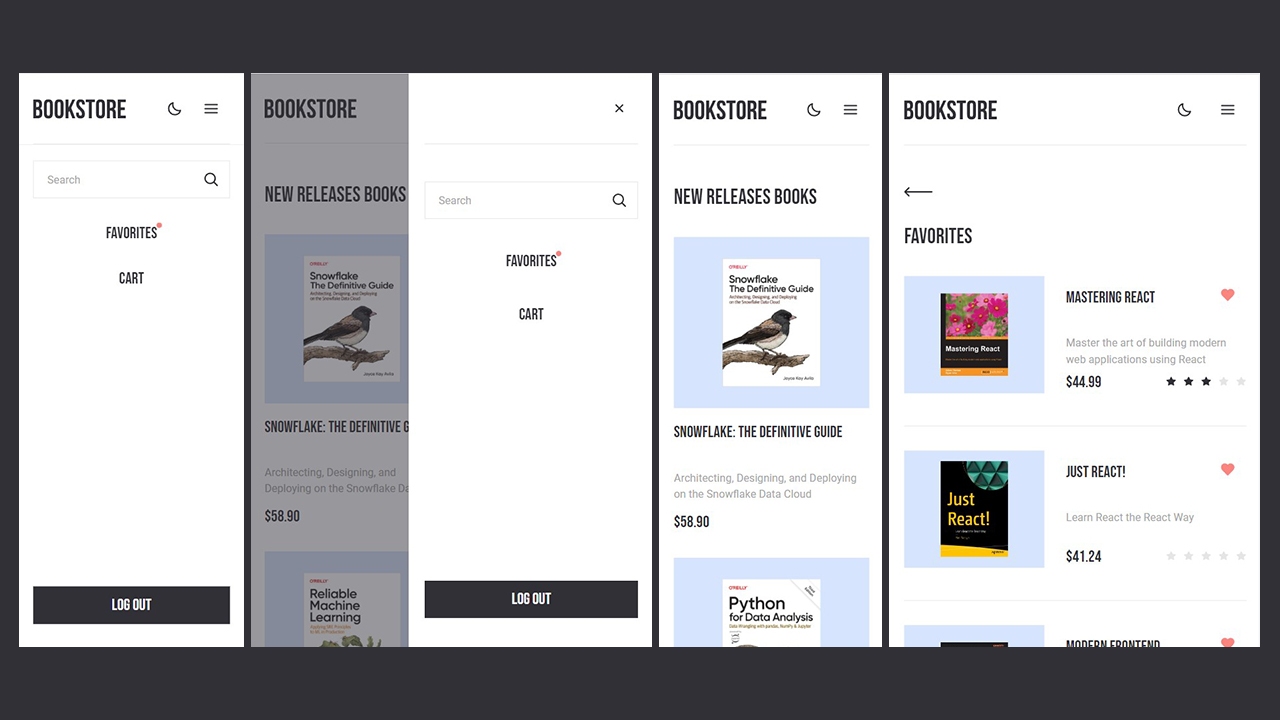 BOOKSTORE
Search
FAVORITES
CART
LOG OUT
BOOKSTORE
NEW RELEASES BOOKS
O'REILLY
Snowflake
The Definitive Guide
Architecting, Designing, and Deploying
on the Snowflake Data Cloud
Joyce Kay Avila
SNOWFLAKE: THE DEFINITIVE G
Architecting, Designing, and
Deploying on the Snowflake Da
$58.90
O'REILLY
Reliable
Machine
Learning
Search
FAVORITES
CART
LOG OUT
BOOKSTORE
NEW RELEASES BOOKS
O'REILLY
Snowflake
The Definitive Guide
Architecting, Designing, and Deploying
on the Snowflake Data Cloud
Joyce Kay Avila
SNOWFLAKE: THE DEFINITIVE GUIDE
Architecting, Designing, and Deploying
on the Snowflake Data Cloud
$58.90
O'REILLY
Python
for Data Analysis
Data Wrangling with pandas, NumPy & Jupyter
BOOKSTORE
FAVORITES
Mastering React
MASTERING REACT
Master the art of building modern
web applications using React
$44.99
Just
React!
JUST REACT!
Learn React the React Way
$41.24
MODERN FRONTEND